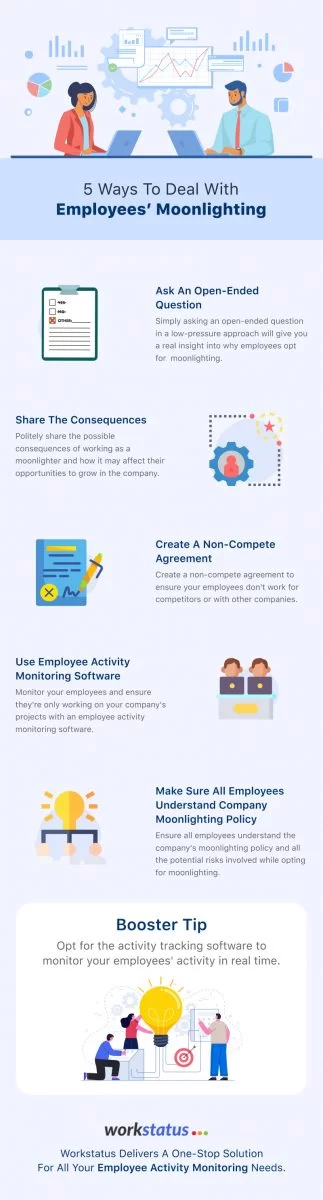 5 Ways To Deal With
Employees’ Moonlighting
Ask An Open-Ended
Question
Simply asking an open-ended question
in a low-pressure approach will give you
a real insight into why employees opt
for moonlighting.
YES:
NO:
OTHER:
Share The Consequences
Politely share the possible
consequences of working as a
moonlighter and how it may affect their
opportunities to grow in the company.
Create A Non-Compete
Agreement
Create a non-compete agreement to
ensure your employees don't work for
competitors or with other companies.
Use Employee Activity
Monitoring Software
Monitor your employees and ensure
they're only working on your company's
projects with an employee activity
monitoring software.
Make Sure All Employees
Understand Company
Moonlighting Policy
Ensure all employees understand the
company's moonlighting policy and all
the potential risks involved while opting
for moonlighting.
Booster Tip
Opt for the activity tracking software to
monitor your employees' activity in real time.
workstatus
Workstatus Delivers A One-Stop Solution
For All Your Employee Activity Monitoring Needs.